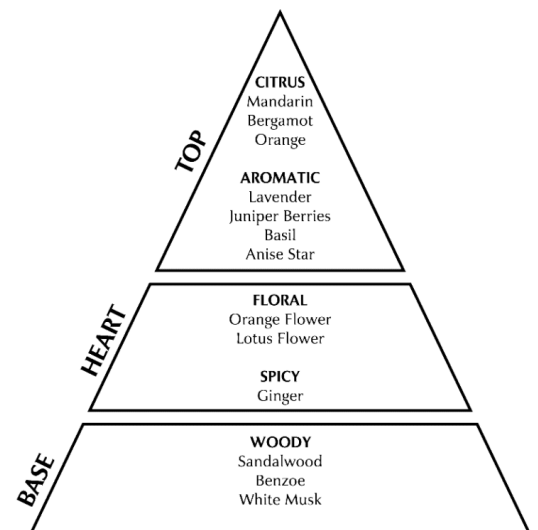 CITRUS
Mandarin
Bergamot
Orange
TOP
AROMATIC
Lavender
Juniper Berries
Basil
Anise Star
FLORAL
Orange Flower
Lotus Flower
HEART
SPICY
Ginger
WOODY
Sandalwood
Benzoe
White Musk
BASE